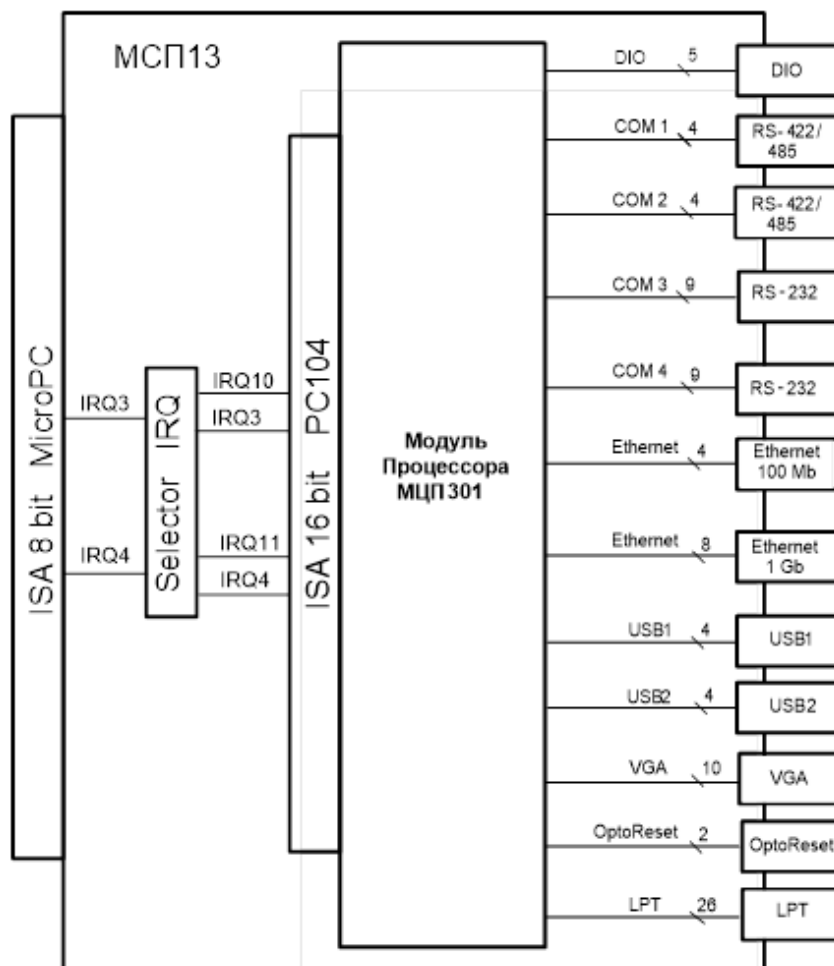 МСП13
ISA 8 bit MicroPC
IRQ3
IRQ4
Selector IRQ
IRQ10
IRQ3
IRQ11
IRQ4
ISA 16 bit PC104
Модуль
Процессора
МЦП301
DIO 5
DIO
COM 1 4
RS-422/
485
COM 2 4
RS-422/
485
COM 3 9
RS-232
COM 4 9
RS-232
Ethernet 4
Ethernet
100 Mb
Ethernet 8
Ethernet
1 Gb
USB1 4
USB1
USB2 4
USB2
VGA 10
VGA
OptoReset 2
OptoReset
LPT 26
LPT